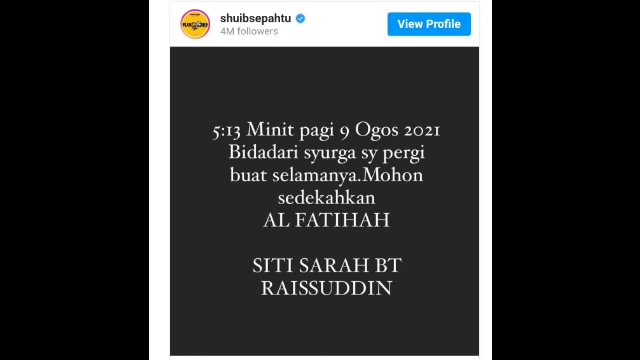 shuibsepahtu
4M followers
View Profile
5:13 Minit pagi 9 Ogos 2021
Bidadari syurga sy pergi
buat selamanya.Mohon
sedekahkan
AL FATIHAH
SITI SARAH BT
RAISSUDDIN